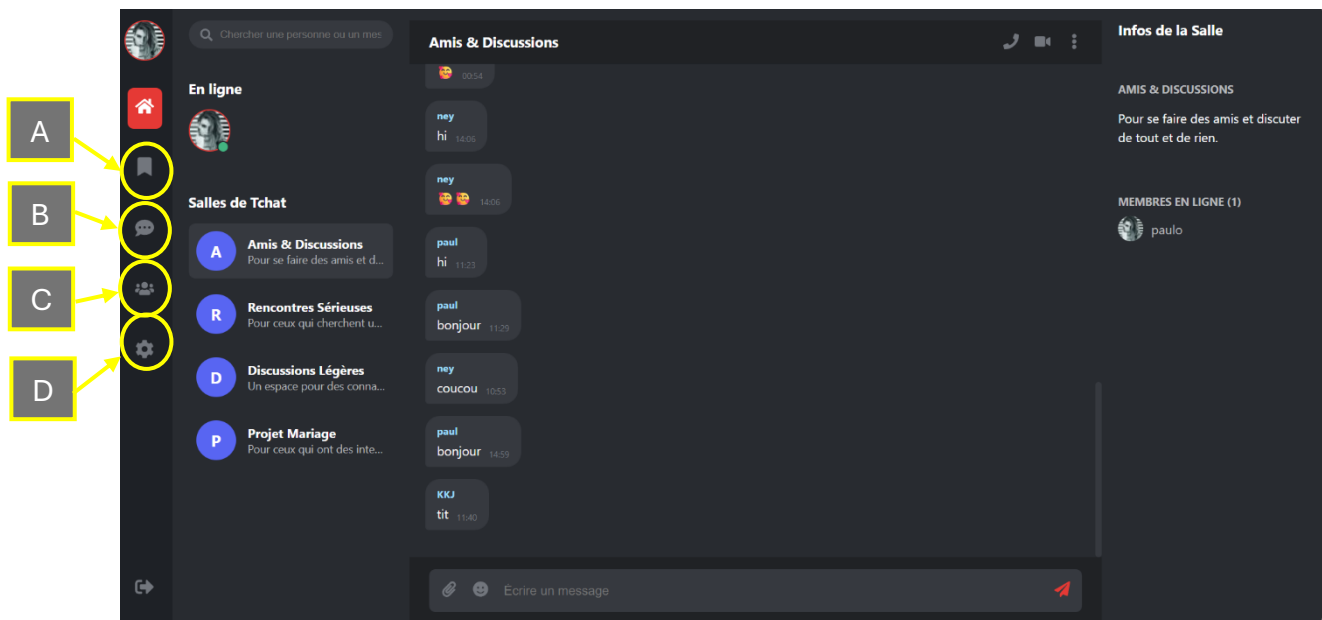 A
B
C
D
Chercher une personne ou un mes
En ligne
Salles de Tchat
A
Amis & Discussions
Pour se faire des amis et d...
R
Rencontres Sérieuses
Pour ceux qui cherchent u...
D
Discussions Légères
Un espace pour des conna...
P
Projet Mariage
Pour ceux qui ont des inte...
Amis & Discussions
00:54
ney
hi 14:06
ney
14:06
paul
hi 11:23
paul
bonjour 11:29
ney
coucou 10:53
paul
bonjour 14:59
KKJ
tit 11:40
Écrire un message
Infos de la Salle
AMIS & DISCUSSIONS
Pour se faire des amis et discuter
de tout et de rien.
MEMBRES EN LIGNE (1)
paulo